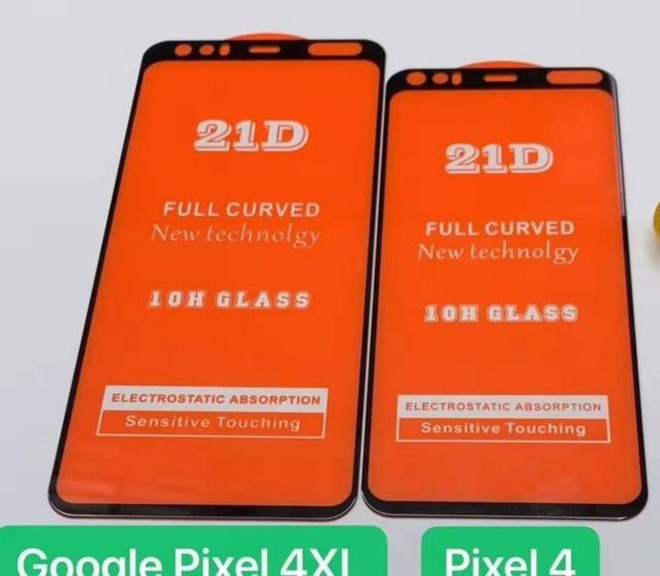 21D
FULL CURVED
New technolgy
10H GLASS
ELECTROSTATIC ABSORPTION
Sensitive Touching
21D
FULL CURVED
New technolgy
10H GLASS
ELECTROSTATIC ABSORPTION
Sensitive Touching
Google Pixel 4XL
Pixel 4